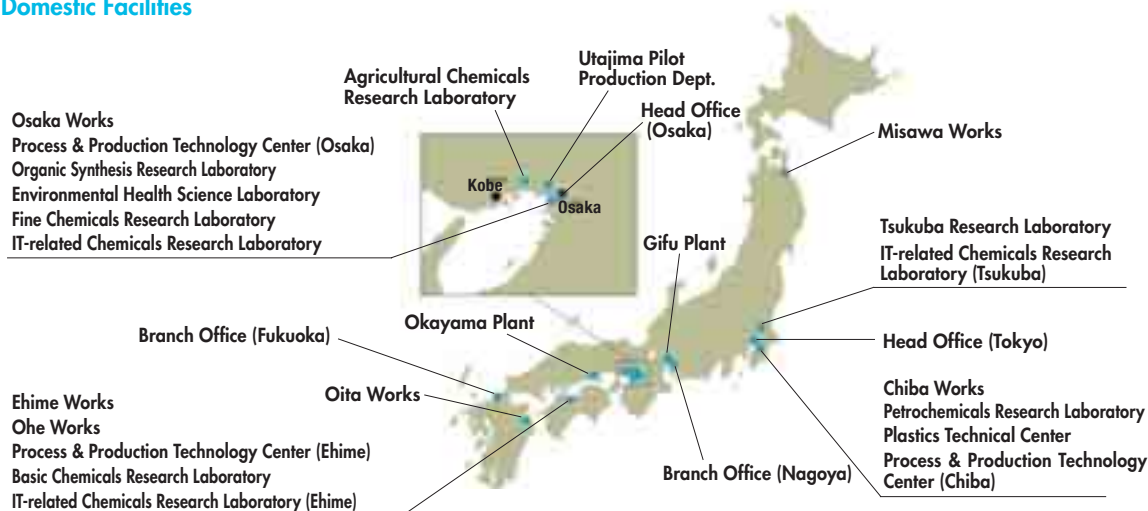 Domestic Facilities
Utajima Pilot
Production Dept.
Agricultural Chemicals
Research Laboratory
Head Office
(Osaka)
Osaka Works
Process & Production Technology Center (Osaka)
Organic Synthesis Research Laboratory
Environmental Health Science Laboratory
Fine Chemicals Research Laboratory
IT-related Chemicals Research Laboratory
Kobe
Osaka
Misawa Works
Tsukuba Research Laboratory
IT-related Chemicals Research
Laboratory (Tsukuba)
Gifu Plant
Okayama Plant
Branch Office (Fukuoka)
Head Office (Tokyo)
Oita Works
Ehime Works
Ohe Works
Process & Production Technology Center (Ehime)
Basic Chemicals Research Laboratory
IT-related Chemicals Research Laboratory (Ehime)
Branch Office (Nagoya)
Chiba Works
Petrochemicals Research Laboratory
Plastics Technical Center
Process & Production Technology
Center (Chiba)